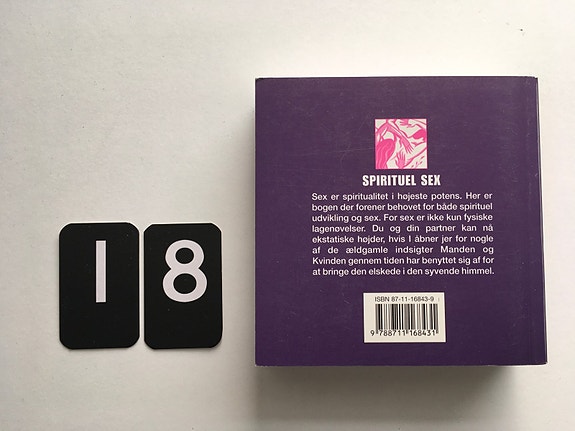 18
SPIRITUEL SEX
Sex er spiritualitet i højeste potens. Her er
bogen der forener behovet for både spirituel
udvikling og sex. For sex er ikke kun fysiske
lagenøvelser. Du og din partner kan nå
ekstatiske højder, hvis I åbner jer for nogle
af de ældgamle indsigter Manden og
Kvinden gennem tiden har benyttet sig af for
at bringe den elskede i den syvende himmel.
ISBN 87-11-16843-9
9 788711 168431